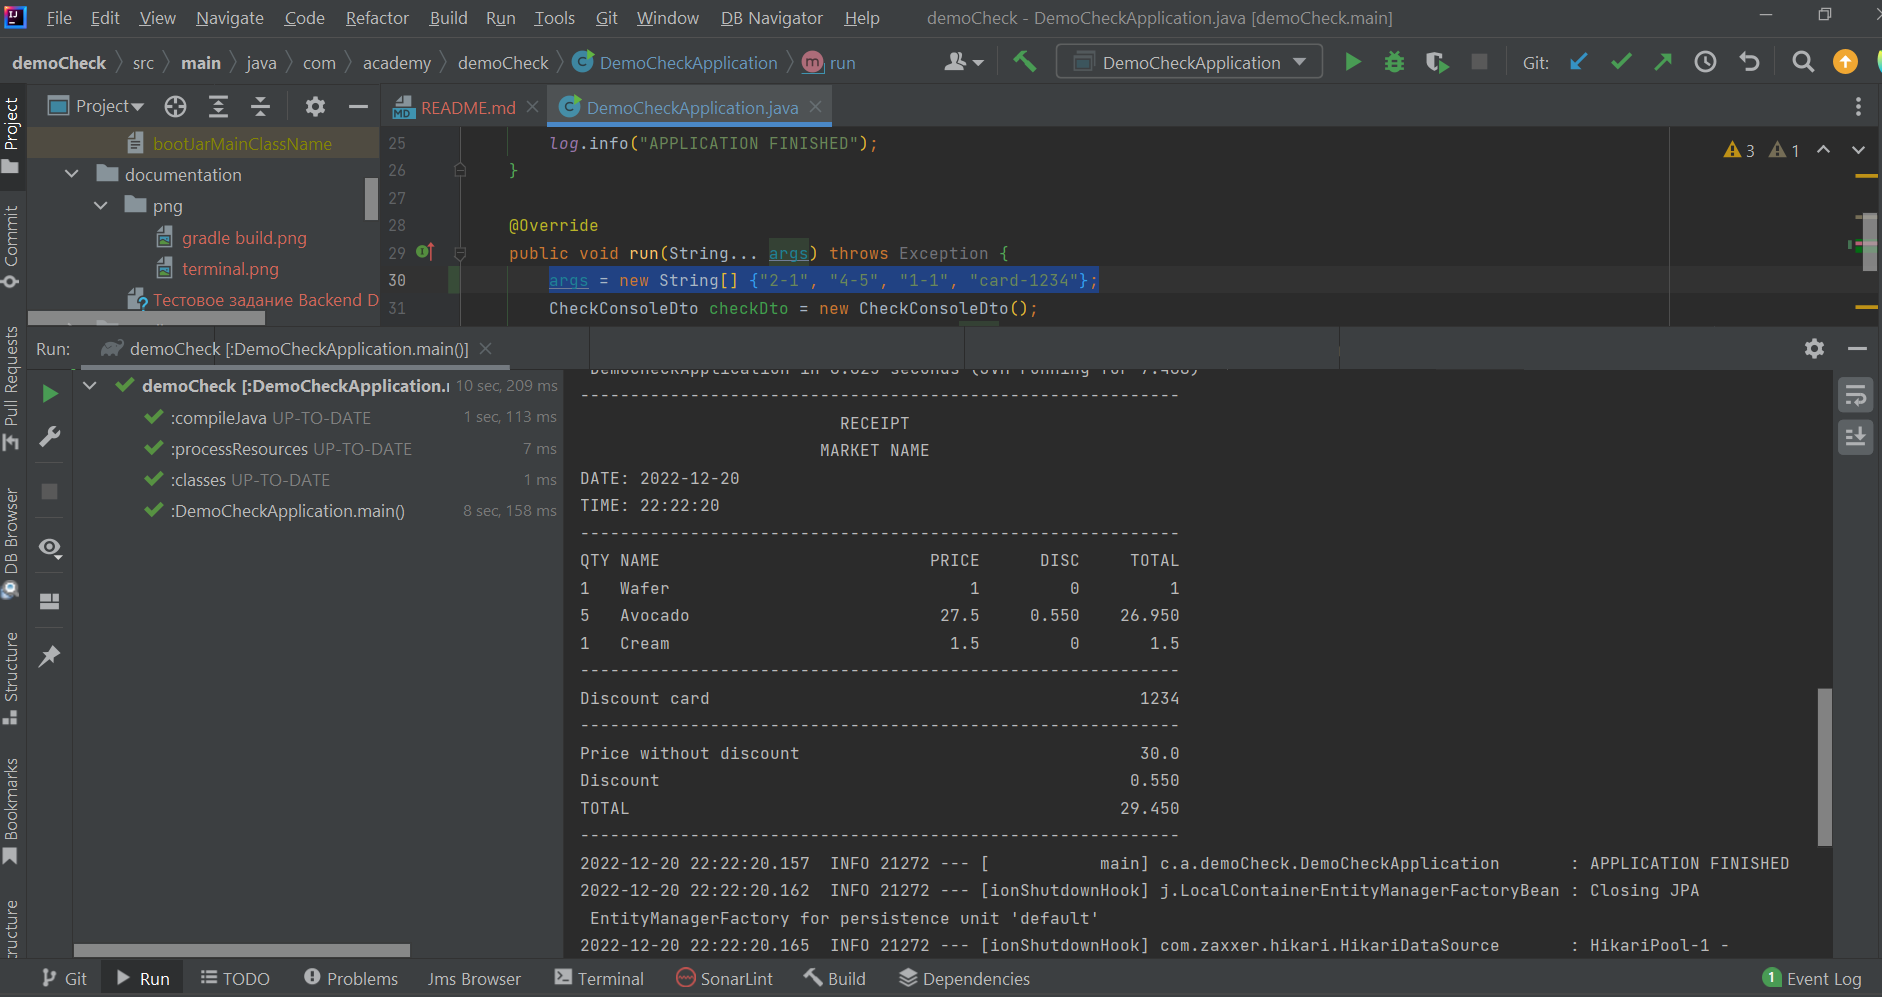 File Edit View Navigate Code Refactor Build Run Tools Git Window DB Navigator Help demoCheck - DemoCheckApplication.java [demoCheck.main]
demoCheck src main java com academy demoCheck DemoCheckApplication m run DemoCheckApplication Git:
Project
README.md DemoCheckApplication.java
bootJarMainClassName
documentation
png
gradle build.png
terminal.png
Тестовое задание Backend D
25 log.info("APPLICATION FINISHED");
26 }
27
28 @Override
29 public void run(String... args) throws Exception {
30 args = new String[] {"2-1", "4-5", "1-1", "card-1234"};
31 CheckConsoleDto checkDto = new CheckConsoleDto();
3 1
Project
Commit
Pull Requests
DB Browser
Structure
Bookmarks
Run: demoCheck [:DemoCheckApplication.main()]
demoCheck [:DemoCheckApplication. 10 sec, 209 ms
:compileJava UP-TO-DATE 1 sec, 113 ms
:processResources UP-TO-DATE 7 ms
:classes UP-TO-DATE 1 ms
:DemoCheckApplication.main() 8 sec, 158 ms
------------------------------------------------------------
RECEIPT
MARKET NAME
DATE: 2022-12-20
TIME: 22:22:20
------------------------------------------------------------
QTY NAME PRICE DISC TOTAL
1 Wafer 1 0 1
5 Avocado 27.5 0.550 26.950
1 Cream 1.5 0 1.5
------------------------------------------------------------
Discount card 1234
------------------------------------------------------------
Price without discount 30.0
Discount 0.550
TOTAL 29.450
------------------------------------------------------------
2022-12-20 22:22:20.157 INFO 21272 --- [ main] c.a.demoCheck.DemoCheckApplication : APPLICATION FINISHED
2022-12-20 22:22:20.162 INFO 21272 --- [ionShutdownHook] j.LocalContainerEntityManagerFactoryBean : Closing JPA
EntityManagerFactory for persistence unit 'default'
2022-12-20 22:22:20.165 INFO 21272 --- [ionShutdownHook] com.zaxxer.hikari.HikariDataSource : HikariPool-1 -
Git Run TODO Problems Jms Browser Terminal SonarLint Build Dependencies 1 Event Log